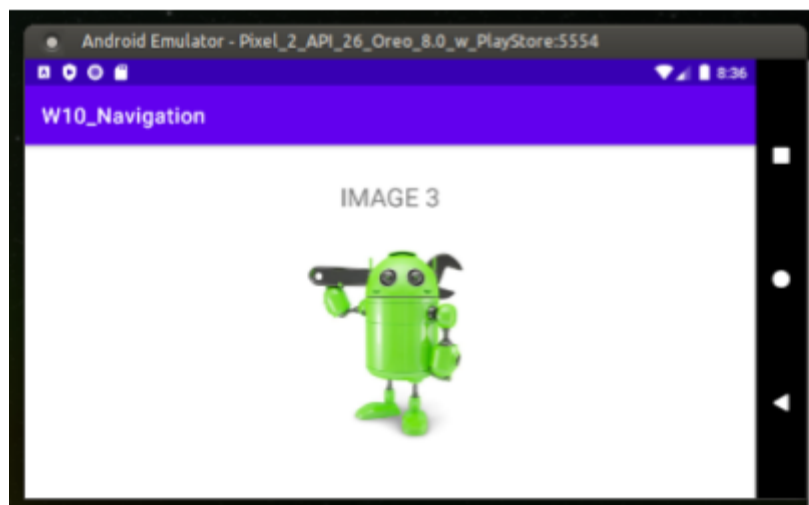 Android Emulator - Pixel_2_API_26_Oreo_8.0_w_PlayStore:5554
8:36
W10_Navigation
IMAGE 3